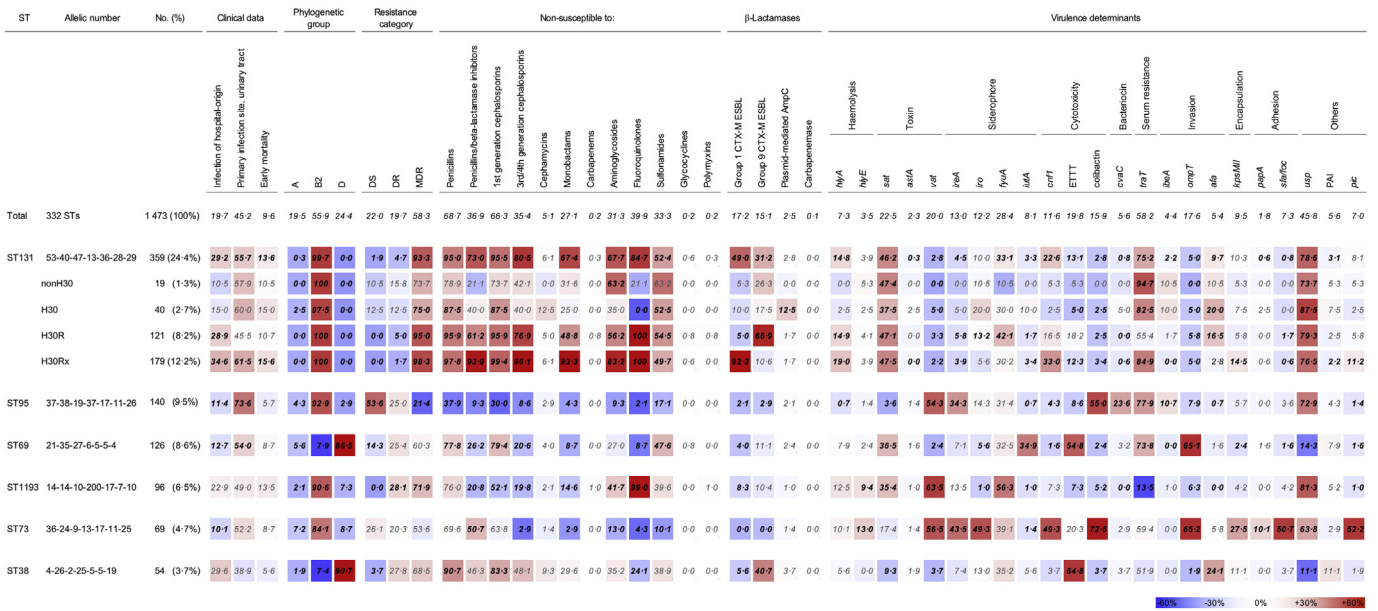 ST Allelic number No. (%) Clinical data Phylogenetic group Resistance category Non-susceptible to: β-Lactamases Virulence determinants
Haemolysis Toxin Siderophore Cytotoxicity Bacteriocin Serum resistance Invasion Encapsulation Adhesion Others
Infection of hospital-origin Primary infection site, urinary tract Early mortality A B2 D DS DR MDR Penicillins Penicillins/beta-lactamase inhibitors 1st generation cephalosporins 3rd/4th generation cephalosporins Cephamycins Monobactams Carbapenems Aminoglycosides Fluoroquinolones Sulfonamides Glycocyclines Polymyxins Group 1 CTX-M ESBL Group 9 CTX-M ESBL Plasmid-mediated AmpC Carbapenemase hlyA hlyE sat astA vat ireA iro fyuA iutA cnf1 ETTT colibactin cvaC traT ibeA ompT afa kpsMII papA sfa/foc usp PAI pic
Total 332 STs 1 473 (100%) 19·7 45·2 9·6 19·5 55·9 24·4 22·0 19·7 58·3 68·7 36·9 66·3 35·4 5·1 27·1 0·2 31·3 39·9 33·3 0·2 0·2 17·2 15·1 2·5 0·1 7·3 3·5 22·5 2·3 20·0 13·0 12·2 28·4 8·1 11·6 19·8 15·9 5·6 58·2 4·4 17·6 5·4 9·5 1·8 7·3 45·8 5·6 7·0
ST131 53-40-47-13-36-28-29 359 (24·4%) 29·2 55·7 13·6 0·3 99·7 0·0 1·9 4·7 93·3 95·0 73·0 95·5 80·5 6·1 67·4 0·0 67·7 84·7 52·4 0·0 0·3 49·0 31·2 2·8 0·0 14·8 3·9 46·2 0·3 2·8 4·5 10·0 33·1 3·3 22·6 13·1 2·8 0·8 75·2 2·2 5·0 9·7 10·3 0·6 0·8 78·6 3·1 8·1
nonH30 19 (1·3%) 10·5 57·9 10·5 0·0 100 0·0 10·5 15·8 73·7 78·9 21·1 73·7 42·1 0·0 31·6 0·0 63·2 21·1 63·2 0·0 0·0 5·3 26·3 0·0 0·0 0·0 5·3 47·4 0·0 0·0 0·0 5·3 10·5 0·0 0·0 5·3 5·3 0·0 94·7 10·5 0·0 10·5 5·3 0·0 0·0 73·7 5·3 0·0
H30 40 (2·7%) 15·0 60·0 15·0 2·5 97·5 0·0 12·5 12·5 75·0 87·5 40·0 87·5 40·0 12·5 25·0 0·0 35·0 0·0 52·5 0·0 0·0 2·5 25·0 12·5 0·0 2·5 2·5 37·5 0·0 5·0 7·5 20·0 30·0 5·0 7·5 5·0 2·5 5·0 82·5 5·0 10·0 20·0 0·0 2·5 0·0 87·5 2·5 7·5
H30R 121 (8·2%) 28·9 45·5 10·7 0·0 100 0·0 0·0 5·0 95·0 95·9 61·2 95·9 76·9 4·1 48·8 0·0 56·2 100 54·5 0·0 0·8 5·0 66·9 1·7 0·0 14·9 4·1 47·1 0·8 3·3 5·8 13·2 42·1 1·7 16·5 18·2 2·5 0·0 55·4 1·7 5·8 16·5 9·1 0·0 1·7 79·3 2·5 5·8
H30Rx 179 (12·2%) 34·6 61·5 15·6 0·0 100 0·0 0·0 1·7 98·3 97·8 93·9 99·4 96·1 6·7 93·3 0·0 83·2 100 49·7 0·0 0·0 92·2 6·7 1·7 0·0 19·0 3·9 47·5 0·0 2·2 3·9 5·6 30·2 3·4 33·0 12·3 3·4 0·6 84·9 0·6 5·0 2·8 14·5 0·6 0·6 76·5 2·2 11·2
ST95 37-38-19-37-17-11-26 140 (9·5%) 11·4 73·6 5·7 4·3 92·9 2·9 53·6 25·0 21·4 37·9 9·3 30·0 8·6 2·9 4·3 0·0 9·3 2·1 17·1 0·0 0·0 2·1 2·9 0·7 0·0 0·7 1·4 3·6 1·4 54·3 34·3 14·3 31·4 0·7 4·3 8·6 55·0 23·6 77·9 10·7 7·9 0·7 5·7 0·0 3·6 72·9 4·3 1·4
ST69 21-35-27-6-5-5-4 126 (8·6%) 12·7 54·0 8·7 5·6 7·9 86·5 14·3 25·4 60·3 77·8 26·2 79·4 20·6 4·0 8·7 0·0 27·0 8·7 47·6 0·8 0·0 4·0 11·1 2·4 0·0 7·9 2·4 36·5 1·6 2·4 7·1 5·6 32·5 34·9 1·6 54·8 2·4 3·2 73·8 1·6 65·1 1·6 2·4 0·8 1·6 14·3 7·9 1·6
ST1193 14-14-10-200-17-7-10 96 (6·5%) 22·9 49·0 13·5 2·1 90·6 7·3 0·0 28·1 71·9 76·0 20·8 52·1 19·8 2·1 14·6 0·0 41·7 99·0 39·6 1·0 0·0 8·3 10·4 1·0 0·0 12·5 9·4 35·4 0·0 63·5 13·5 1·0 56·3 1·0 7·3 7·3 5·2 0·0 13·5 4·2 6·3 0·0 4·2 0·0 4·2 81·3 5·2 1·0
ST73 36-24-9-13-17-11-25 69 (4·7%) 10·1 52·2 8·7 7·2 84·1 8·7 26·1 20·3 53·6 69·6 50·7 63·8 2·9 1·4 2·9 0·0 13·0 4·3 10·1 0·0 0·0 0·0 0·0 1·4 0·0 10·1 13·0 17·4 1·4 56·5 43·5 49·3 39·1 1·4 49·3 20·3 72·5 2·9 59·4 0·0 65·2 5·8 27·5 10·1 50·7 63·8 2·9 52·2
ST38 4-26-2-25-5-5-19 54 (3·7%) 29·6 38·9 5·6 1·9 7·4 90·7 3·7 27·8 68·5 90·7 46·3 83·3 48·1 9·3 29·6 0·0 35·2 24·1 38·9 0·0 0·0 5·6 40·7 3·7 0·0 5·6 0·0 9·3 1·9 3·7 7·4 13·0 35·2 5·6 3·7 64·8 3·7 3·7 51·9 0·0 1·9 24·1 11·1 0·0 3·7 11·1 11·1 1·9
-60% -30% 0% +30% +60%